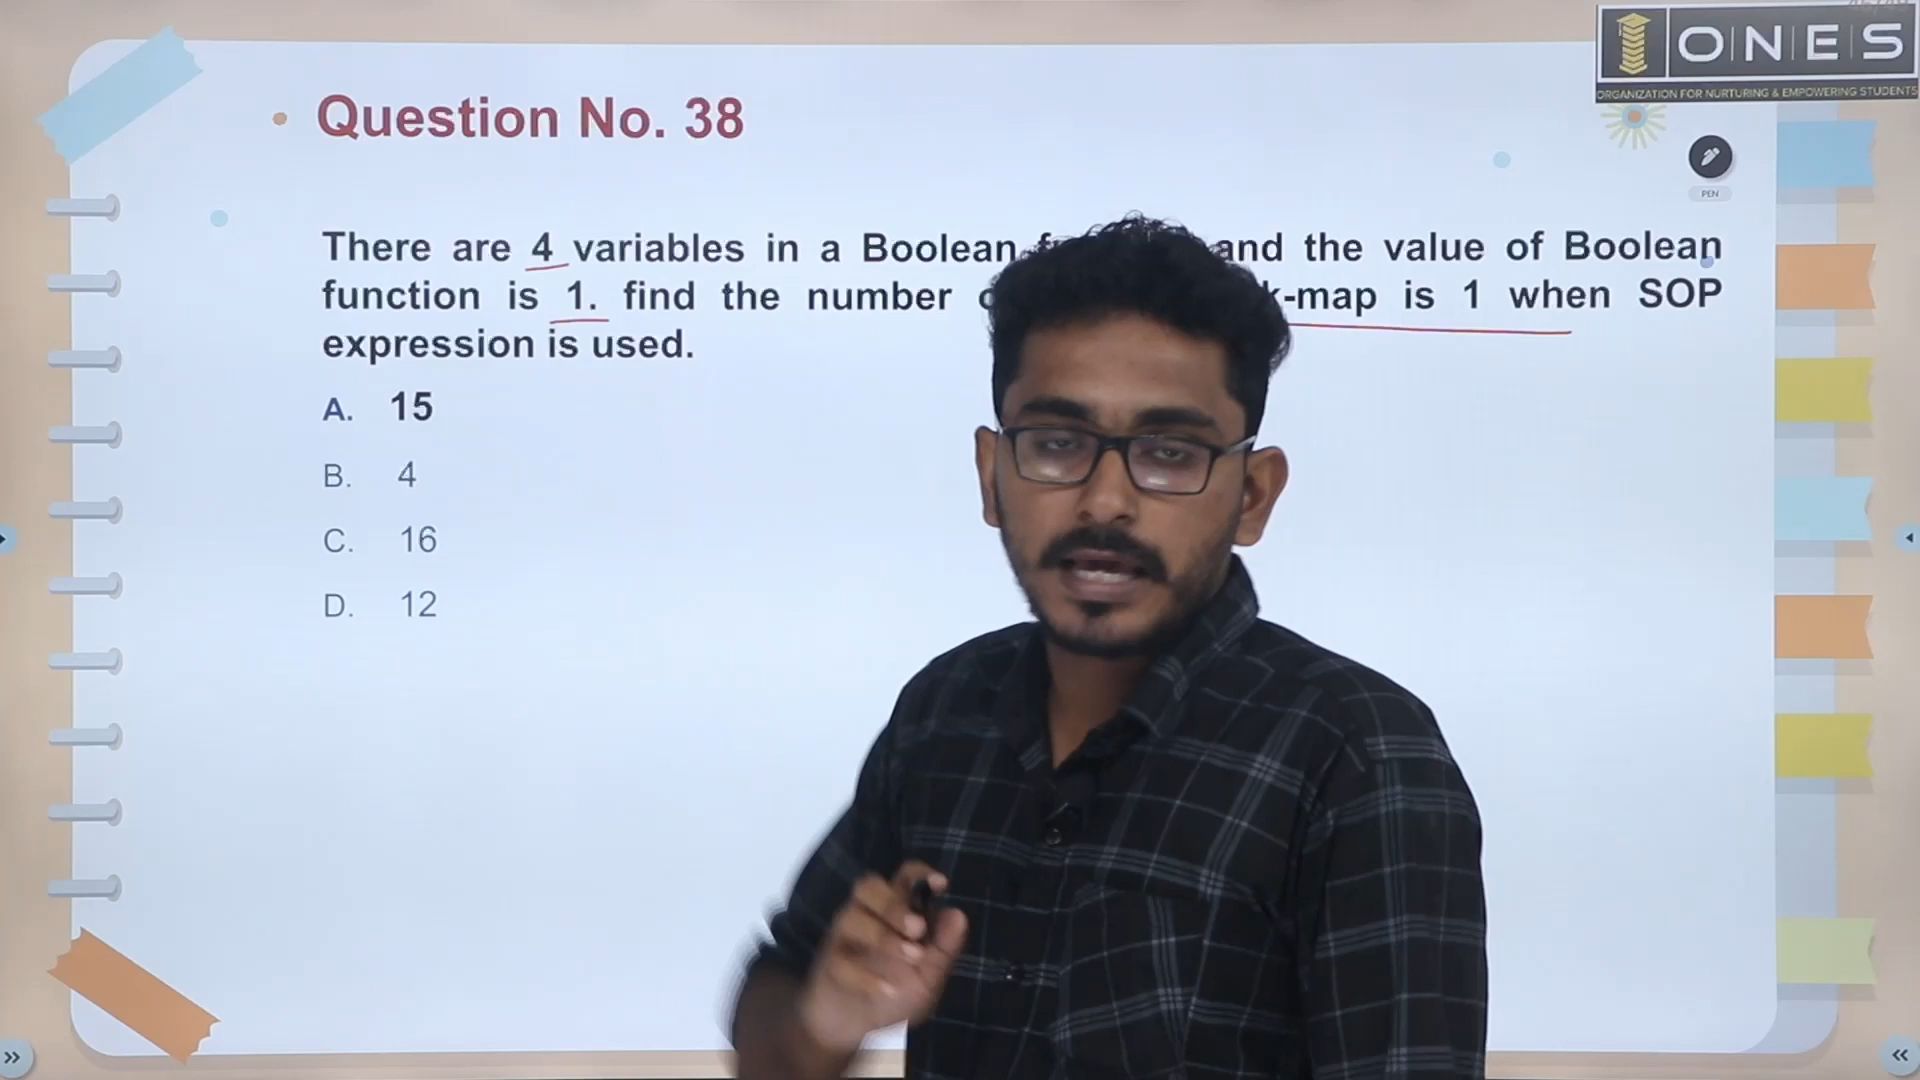 ONES
ORGANIZATION FOR NURTURING & EMPOWERING STUDENTS
Question No. 38
PEN
There are 4 variables in a Boolean and the value of Boolean
function is 1. find the number k-map is 1 when SOP
expression is used.
A. 15
B. 4
C. 16
D. 12